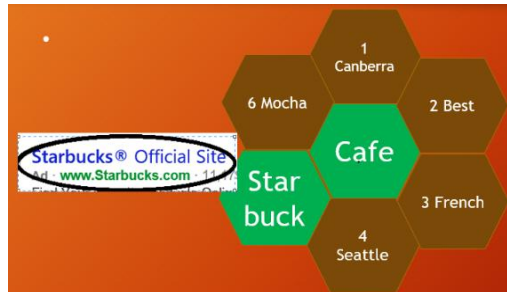 1
Canberra
6 Mocha
2 Best
Starbucks® Official Site
Cafe
Ad · www.Starbucks.com
Star
buck
3 French
4
Seattle